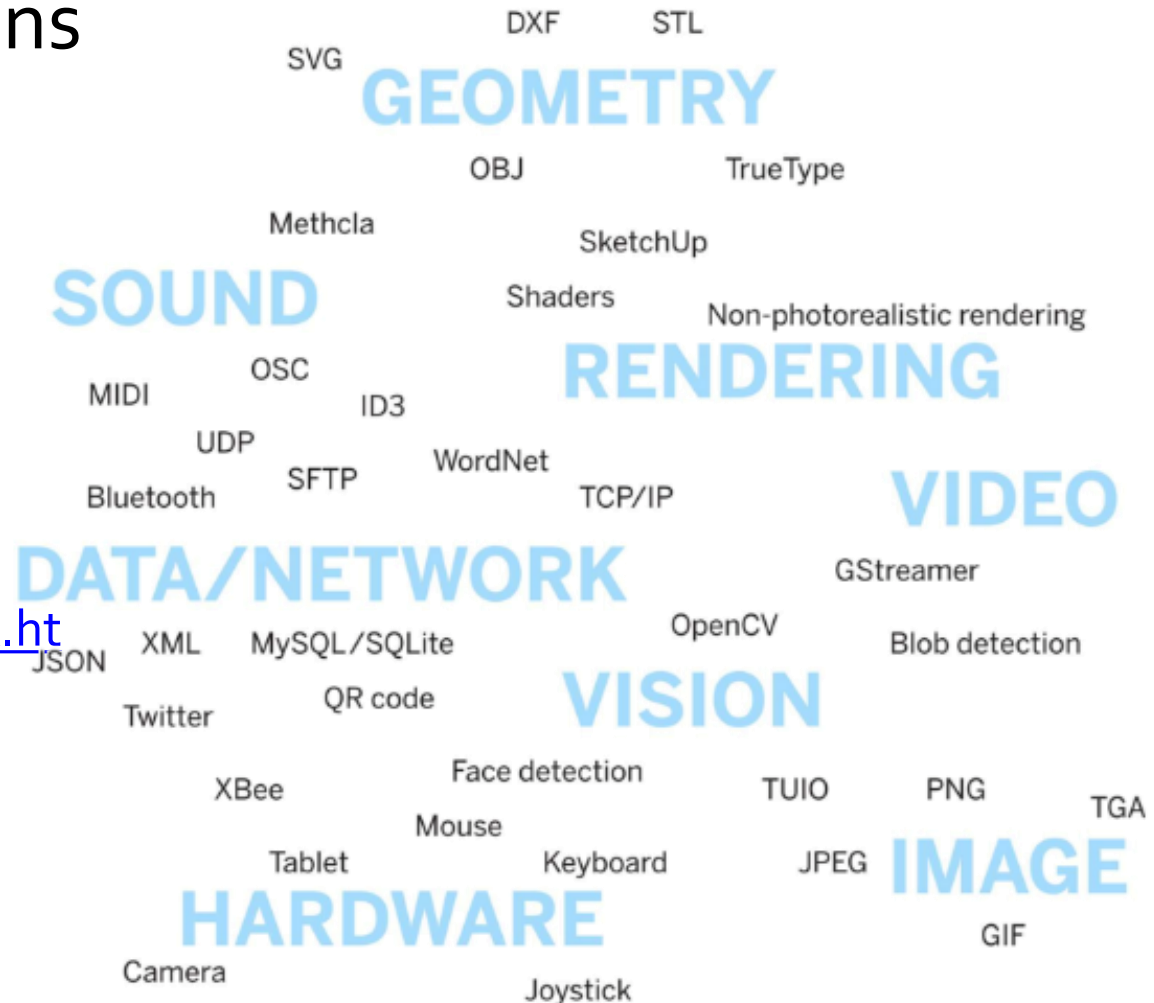 ns
DXF STL
SVG
GEOMETRY
OBJ TrueType
Methcla
SketchUp
SOUND
Shaders
Non-photorealistic rendering
RENDERING
OSC
MIDI
ID3
UDP
WordNet
SFTP
Bluetooth
TCP/IP
VIDEO
DATA/NETWORK
GStreamer
.ht
OpenCV
XML MySQL/SQLite
Blob detection
JSON
VISION
QR code
Twitter
Face detection
XBee
TUIO PNG
TGA
Mouse
Tablet Keyboard JPEG
IMAGE
HARDWARE
GIF
Camera
Joystick